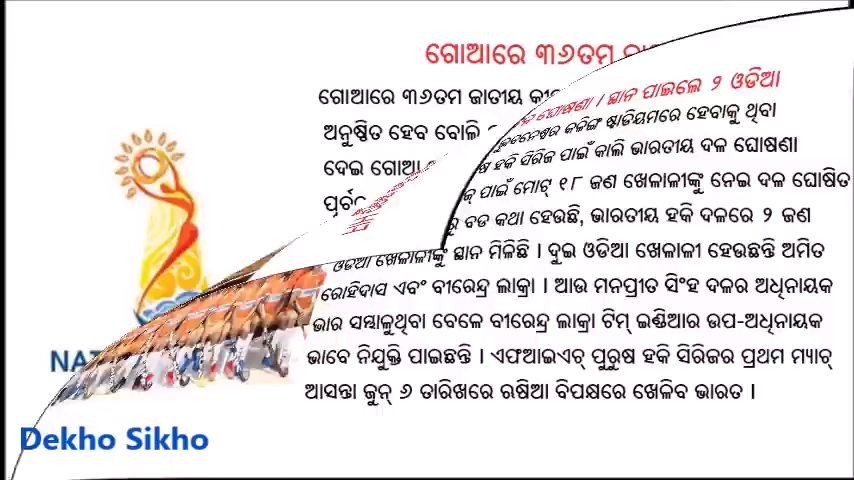 ଗୋଆରେ ୩୬ତମ
ଗୋଆରେ ୩୬ତମ ଜାତୀୟ
ଅନୁଷ୍ଠିତ ହେବ ବୋଲି
ଦେଇ ଗୋଆ
ଘୋଷଣା । ସ୍ଥାନ ପାଇଲେ ୨ ଓଡିଆ
ଭୁବନେଶ୍ୱର କଳିଙ୍ଗ ଷ୍ଟାଡିୟମରେ ହେବାକୁ ଥିବା
ହକି ସିରିଜ ପାଇଁ କାଲି ଭାରତୀୟ ଦଳ ଘୋଷଣା
ପାଇଁ ମୋଟ୍ ୧୮ ଜଣ ଖେଳାଳୀଙ୍କୁ ନେଇ ଦଳ ଘୋଷିତ
ବଡ କଥା ହେଉଛି, ଭାରତୀୟ ହକି ଦଳରେ ୨ ଜଣ
ଓଡିଆ ଖେଳାଳୀଙ୍କୁ ସ୍ଥାନ ମିଳିଛି । ଦୁଇ ଓଡିଆ ଖେଳାଳୀ ହେଉଛନ୍ତି ଅମିତ
ରୋହିଦାସ ଏବଂ ବୀରେନ୍ଦ୍ର ଲାକ୍ରା । ଆଉ ମନପ୍ରୀତ ସିଂହ ଦଳର ଅଧିନାୟକ
ଭାର ସମ୍ଭାଳୁଥିବା ବେଳେ ବୀରେନ୍ଦ୍ର ଲାକ୍ରା ଟିମ୍ ଇଣ୍ଡିଆର ଉପ-ଅଧିନାୟକ
ଭାବେ ନିଯୁକ୍ତି ପାଇଛନ୍ତି । ଏଫଆଇଏଚ୍ ପୁରୁଷ ହକି ସିରିଜର ପ୍ରଥମ ମ୍ୟାଚ୍
ଆସନ୍ତା ଜୁନ୍ ୬ ତାରିଖରେ ଋଷିଆ ବିପକ୍ଷରେ ଖେଳିବ ଭାରତ ।
Dekho Sikho